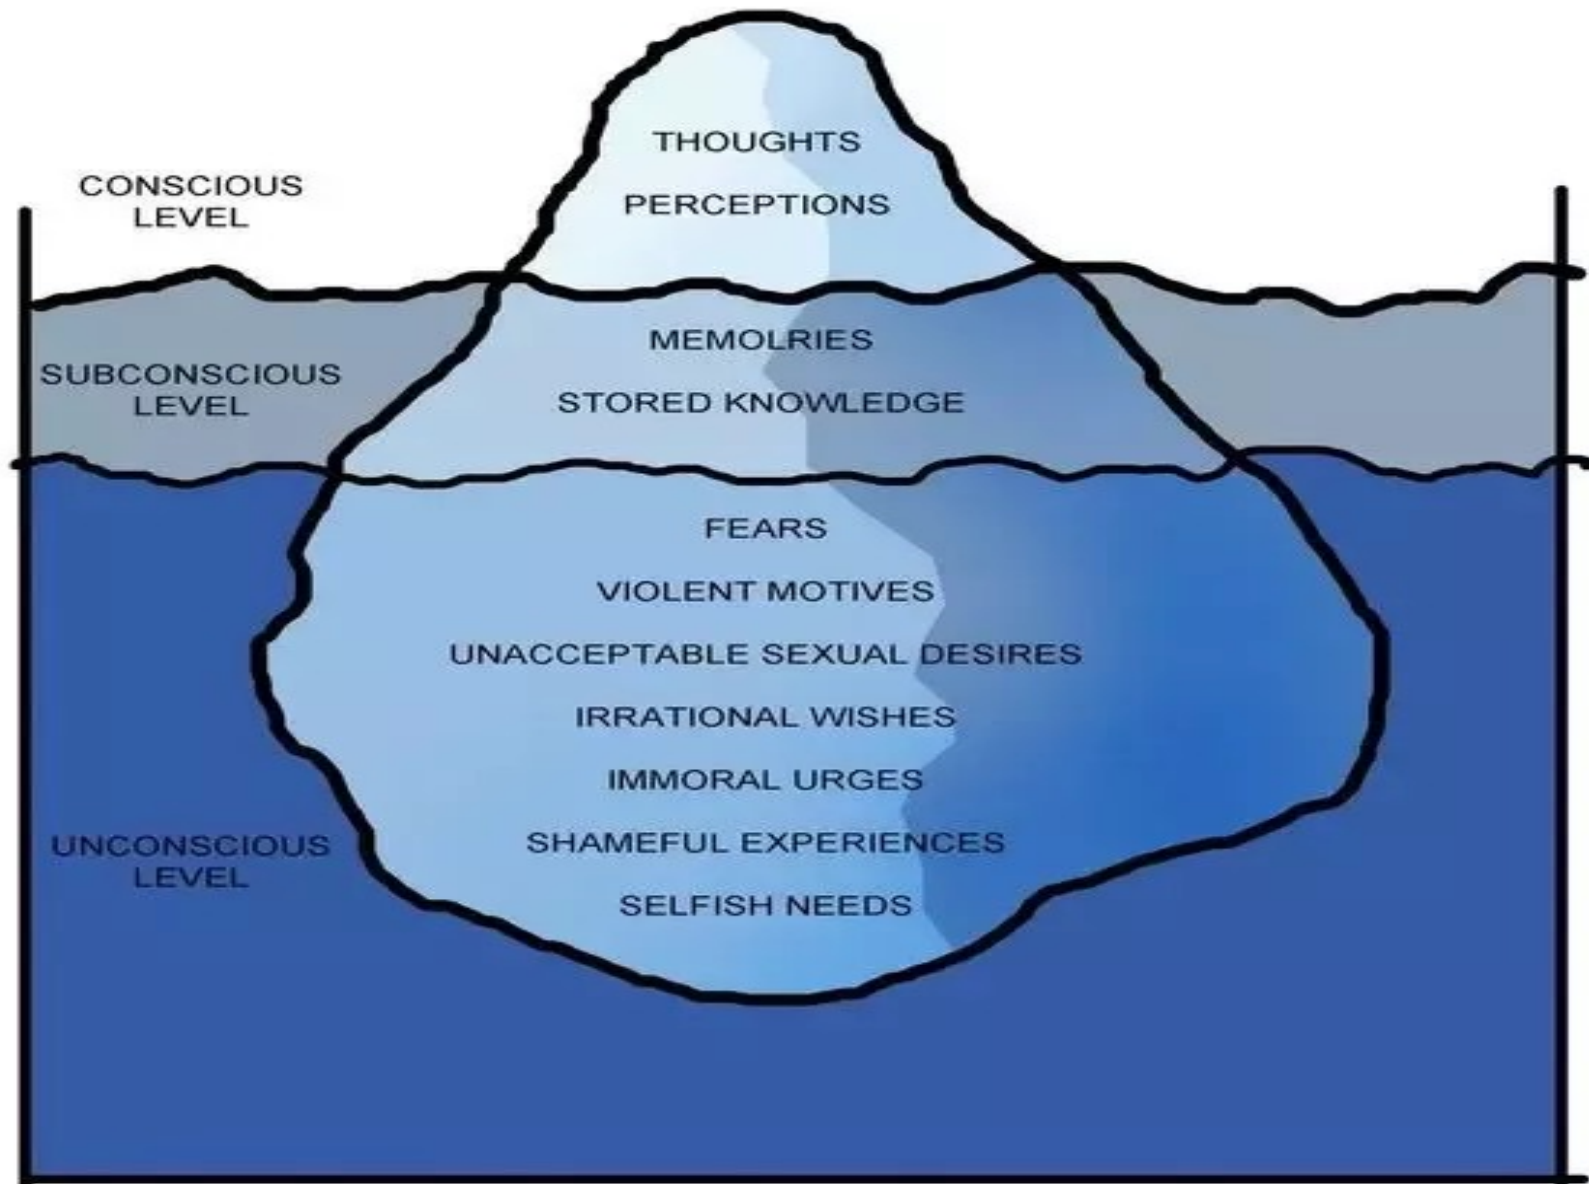 THOUGHTS
PERCEPTIONS
CONSCIOUS
LEVEL
MEMOLRIES
STORED KNOWLEDGE
SUBCONSCIOUS
LEVEL
FEARS
VIOLENT MOTIVES
UNACCEPTABLE SEXUAL DESIRES
IRRATIONAL WISHES
IMMORAL URGES
SHAMEFUL EXPERIENCES
SELFISH NEEDS
UNCONSCIOUS
LEVEL